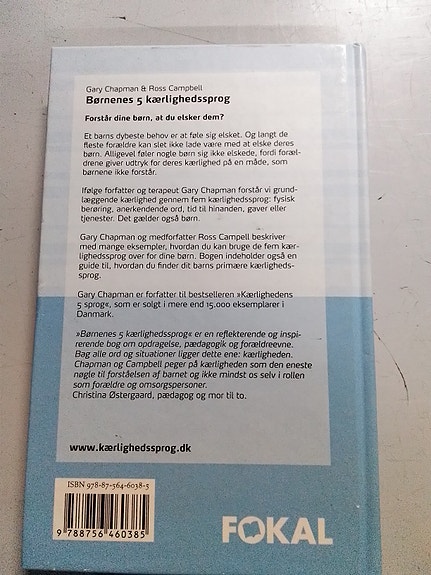 Gary Chapman & Ross Campbell
Børnenes 5 kærlighedssprog
Forstår dine børn, at du elsker dem?
Et barns dybeste behov er at føle sig elsket. Og langt de
fleste forældre kan slet ikke lade være med at elske deres
børn. Alligevel føler nogle børn sig ikke elskede, fordi foræl-
drene giver udtryk for deres kærlighed på en måde, som
børnene ikke forstår.
Ifølge forfatter og terapeut Gary Chapman forstår vi grund-
læggende kærlighed gennem fem kærlighedssprog: fysisk
berøring, anerkendende ord, tid til hinanden, gaver eller
tjenester. Det gælder også børn.
Gary Chapman og medforfatter Ross Campell beskriver
med mange eksempler, hvordan du kan bruge de fem kær-
lighedssprog over for dine børn. Bogen indeholder også en
guide til, hvordan du finder dit barns primære kærligheds-
sprog.
Gary Chapman er forfatter til bestselleren »Kærlighedens
5 sprog«, som er solgt i mere end 15.000 eksemplarer i
Danmark.
»Børnenes 5 kærlighedssprog« er en reflekterende og inspi-
rerende bog om opdragelse, pædagogik og forældreevne.
Bag alle ord og situationer ligger dette ene: kærligheden.
Chapman og Campbell peger på kærligheden som den eneste
nøgle til forståelsen af barnet og ikke mindst os selv i rollen
som forældre og omsorgspersoner.
Christina Østergaard, pædagog og mor til to.
www.kærlighedssprog.dk
ISBN 978-87-564-6038-5
9 788756 460385
FOKAL